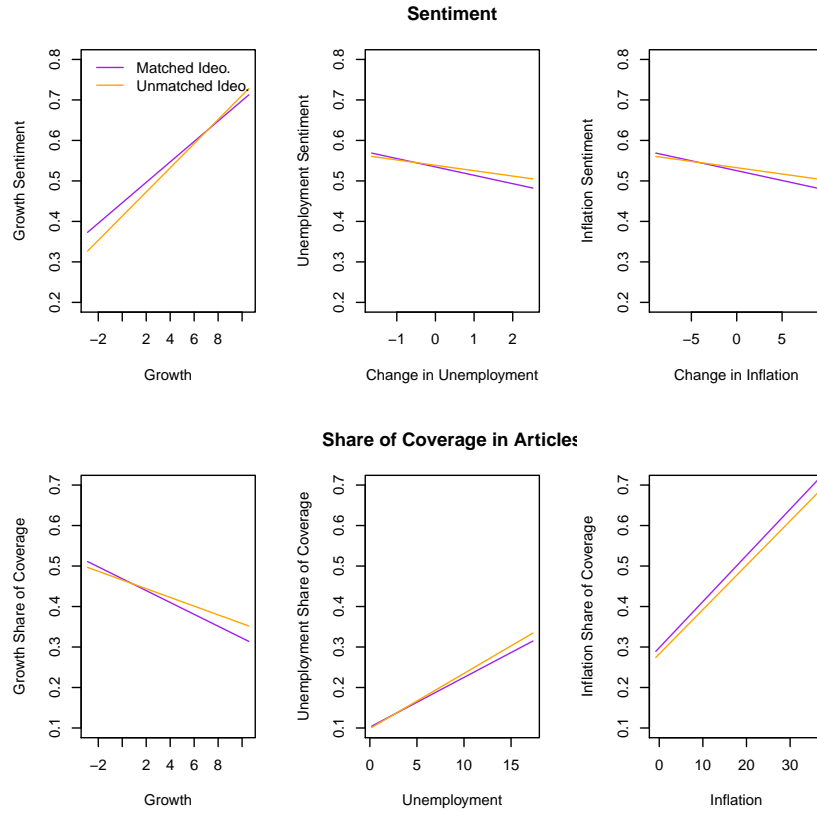 Sentiment
Growth Sentiment
0.2 0.3 0.4 0.5 0.6 0.7 0.8
Matched Ideo.
Unmatched Ideo.
−2 2 4 6 8
Growth
Unemployment Sentiment
0.2 0.3 0.4 0.5 0.6 0.7 0.8
−1 0 1 2
Change in Unemployment
Inflation Sentiment
0.2 0.3 0.4 0.5 0.6 0.7 0.8
−5 0 5
Change in Inflation
Share of Coverage in Articles
Growth Share of Coverage
0.1 0.2 0.3 0.4 0.5 0.6 0.7
−2 2 4 6 8
Growth
Unemployment Share of Coverage
0.1 0.2 0.3 0.4 0.5 0.6 0.7
0 5 10 15
Unemployment
Inflation Share of Coverage
0.1 0.2 0.3 0.4 0.5 0.6 0.7
0 10 20 30
Inflation